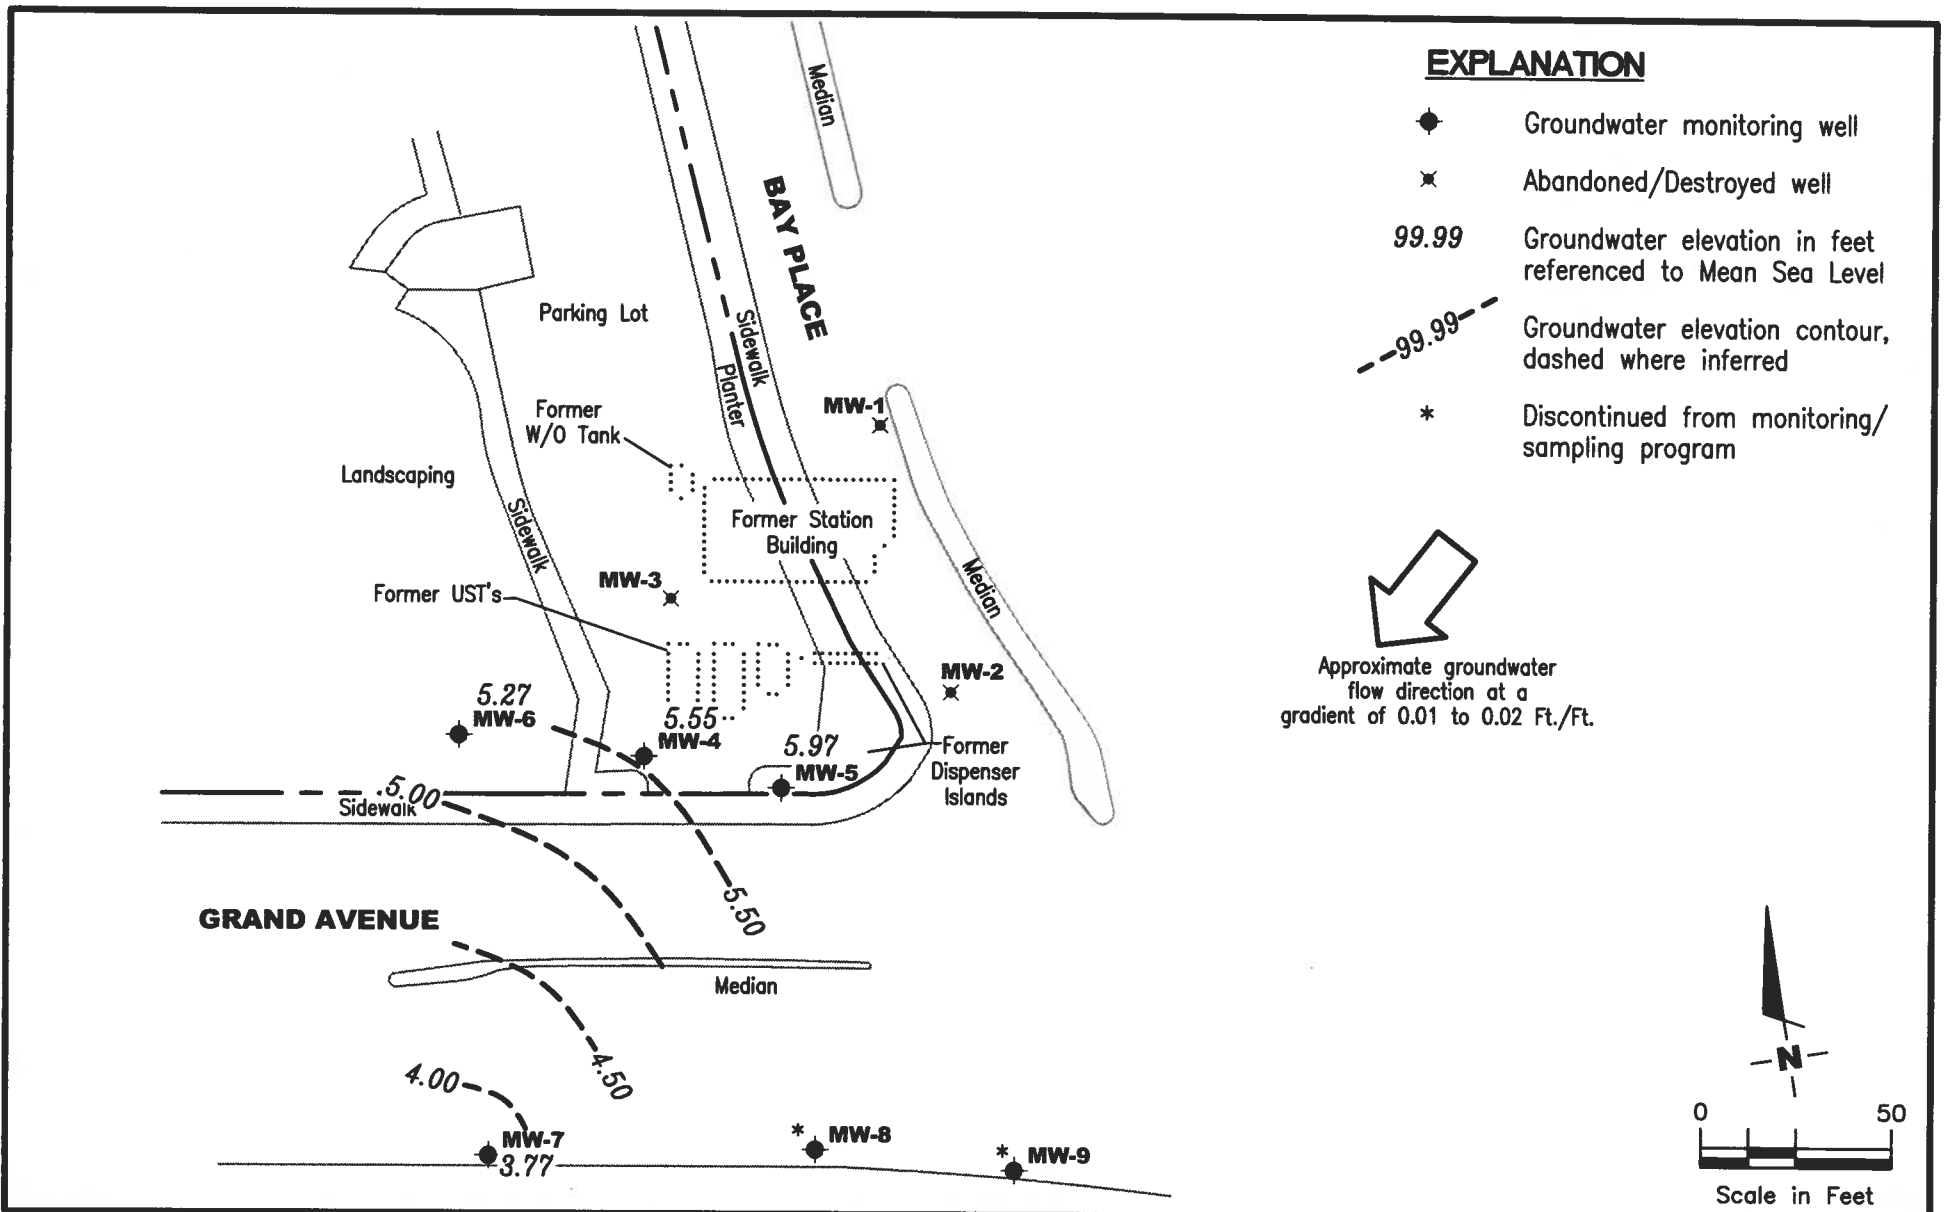 EXPLANATION
Groundwater monitoring well
Abandoned/Destroyed well
99.99
Groundwater elevation in feet
referenced to Mean Sea Level
99.99
Groundwater elevation contour,
dashed where inferred
*
Discontinued from monitoring/
sampling program
Approximate groundwater
flow direction at a
gradient of 0.01 to 0.02 Ft./Ft.
Median
BAY PLACE
Parking Lot
Sidewalk
Planter
MW-1
Former
W/O Tank
Landscaping
Sidewalk
Former Station
Building
Median
MW-3
Former UST's
MW-2
5.27
MW-6
5.55
MW-4
5.97
MW-5
Former
Dispenser
Islands
5.00
Sidewalk
5.50
GRAND AVENUE
Median
4.50
4.00
MW-7
3.77
* MW-8
* MW-9
N
0 50
Scale in Feet